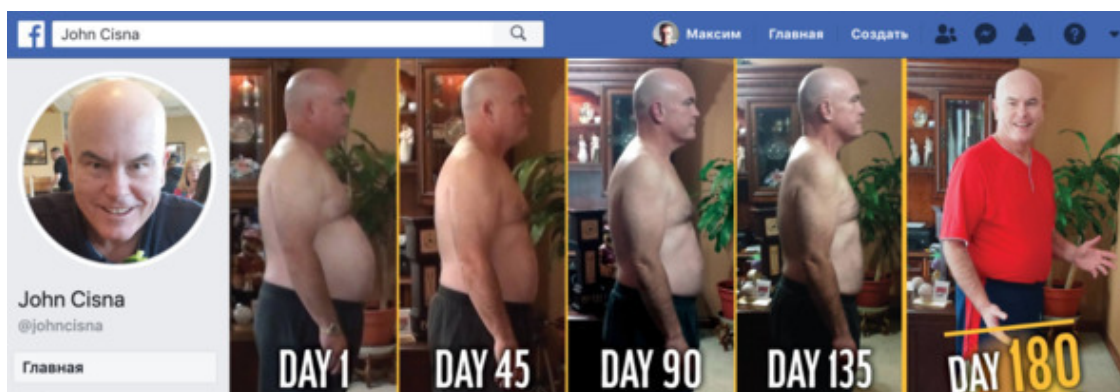 f John Cisna Максим Главная Создать
John Cisna
@johncisna
Главная
DAY 1 DAY 45 DAY 90 DAY 135 DAY 180